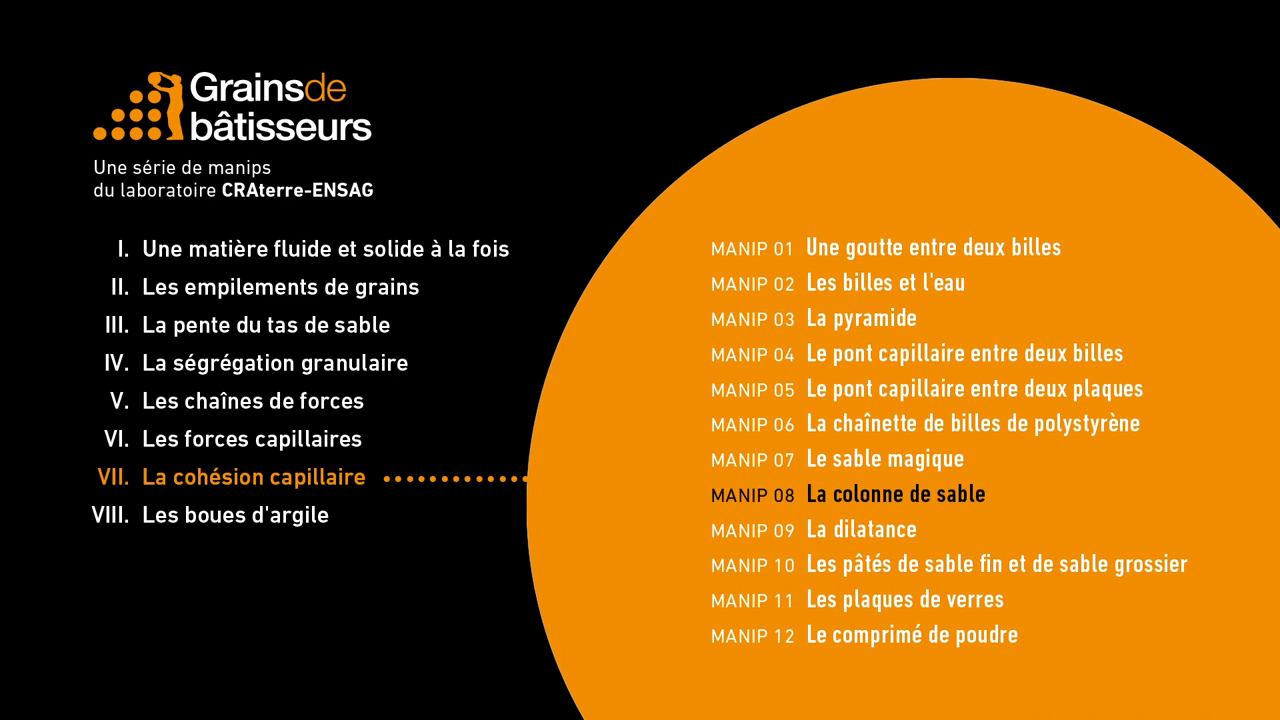 Grainsde
bâtisseurs
Une série de manips
du laboratoire CRAterre-ENSAG
I. Une matière fluide et solide à la fois
II. Les empilements de grains
III. La pente du tas de sable
IV. La ségrégation granulaire
V. Les chaînes de forces
VI. Les forces capillaires
VII. La cohésion capillaire
VIII. Les boues d'argile
MANIP 01 Une goutte entre deux billes
MANIP 02 Les billes et l'eau
MANIP 03 La pyramide
MANIP 04 Le pont capillaire entre deux billes
MANIP 05 Le pont capillaire entre deux plaques
MANIP 06 La chaînette de billes de polystyrène
MANIP 07 Le sable magique
MANIP 08 La colonne de sable
MANIP 09 La dilatance
MANIP 10 Les pâtés de sable fin et de sable grossier
MANIP 11 Les plaques de verres
MANIP 12 Le comprimé de poudre